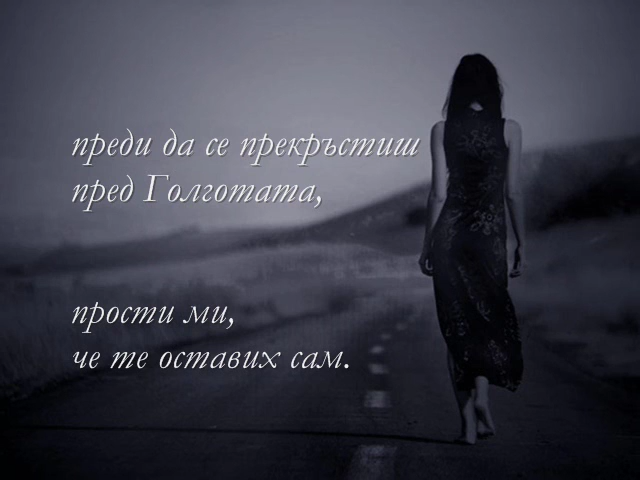 преди да се прекръстиш
пред Голготата,
прости ми,
че те оставих сам.